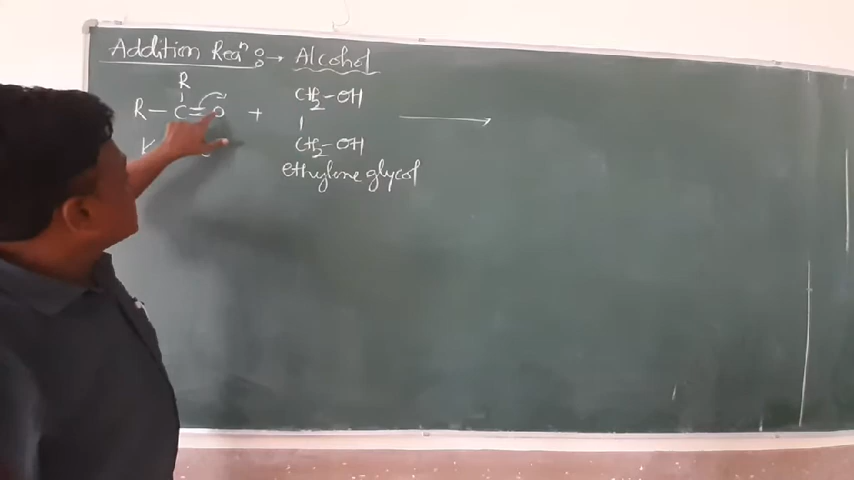 Addition Reaⁿ : → Alcohol
R
R — C = O + CH2 - OH
CH2 - OH
ethylene glycol